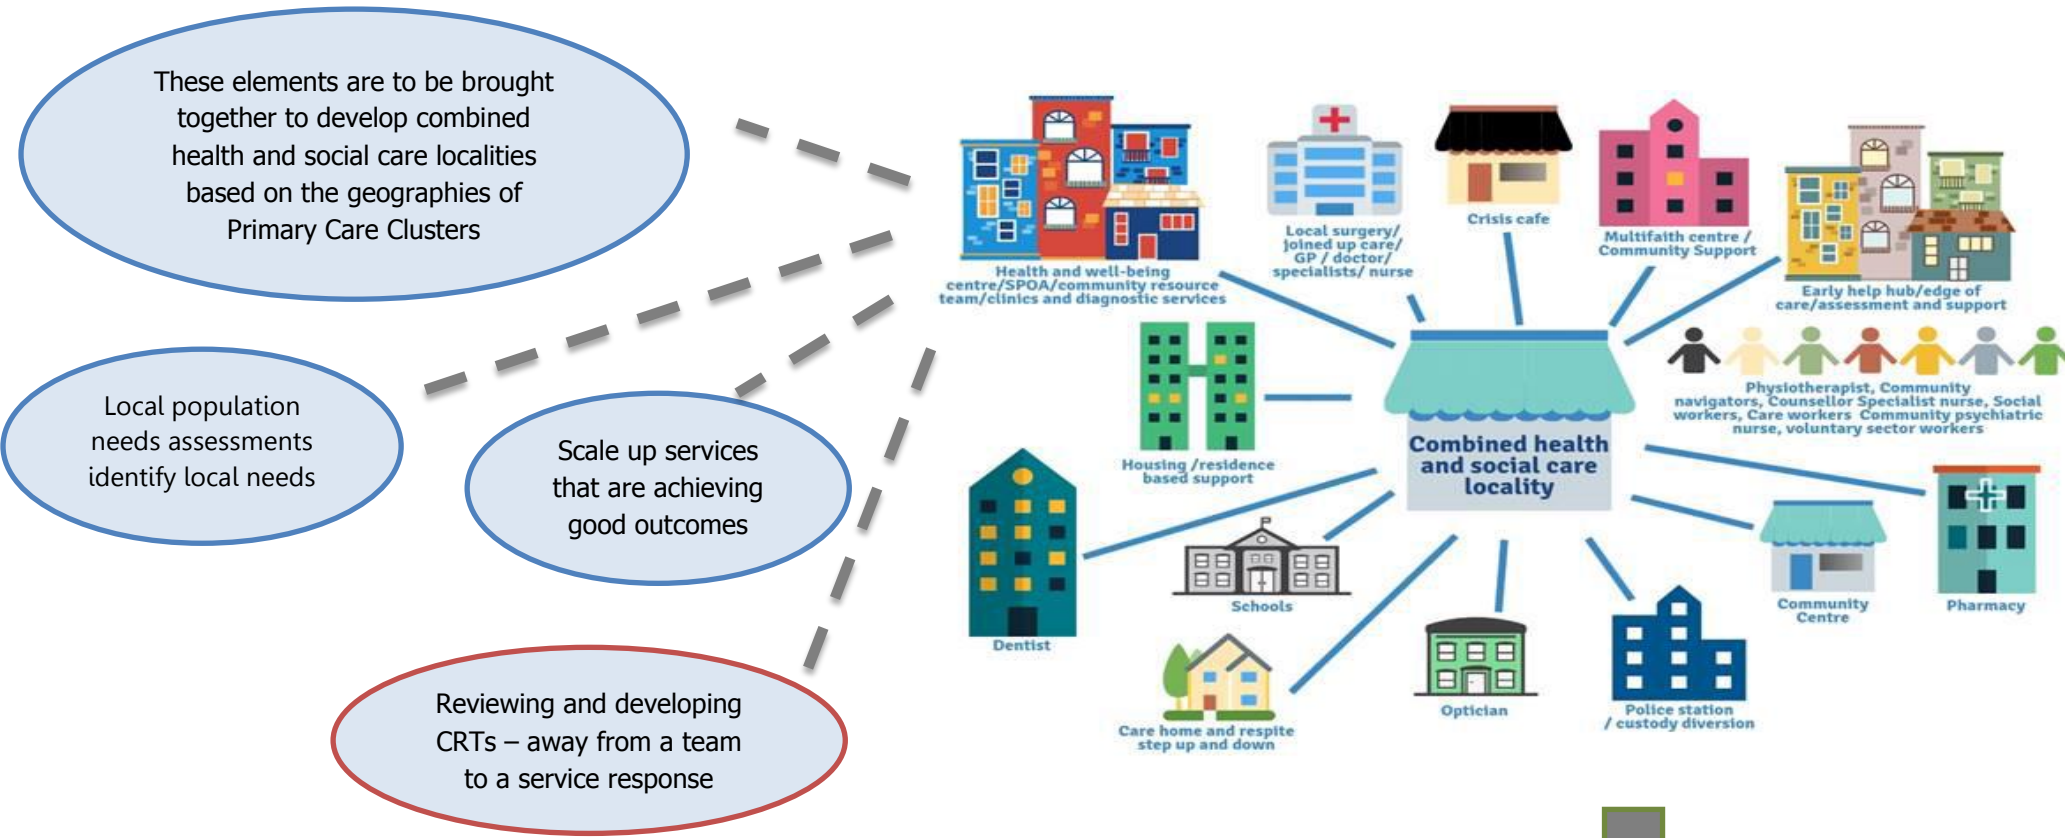 These elements are to be brought
together to develop combined
health and social care localities
based on the geographies of
Primary Care Clusters
Local population
needs assessments
identify local needs
Scale up services
that are achieving
good outcomes
Reviewing and developing
CRTs – away from a team
to a service response
Health and well-being
centre/SPOA/community resource
team/clinics and diagnostic services
Local surgery/
joined up care/
GP / doctor/
specialists/ nurse
Crisis cafe
Multifaith centre /
Community Support
Early help hub/edge of
care/assessment and support
Physiotherapist, Community
navigators, Counsellor Specialist nurse, Social
workers, Care workers Community psychiatric
nurse, voluntary sector workers
Housing /residence
based support
Combined health
and social care
locality
Dentist
Schools
Care home and respite
step up and down
Optician
Police station
/ custody diversion
Community
Centre
Pharmacy